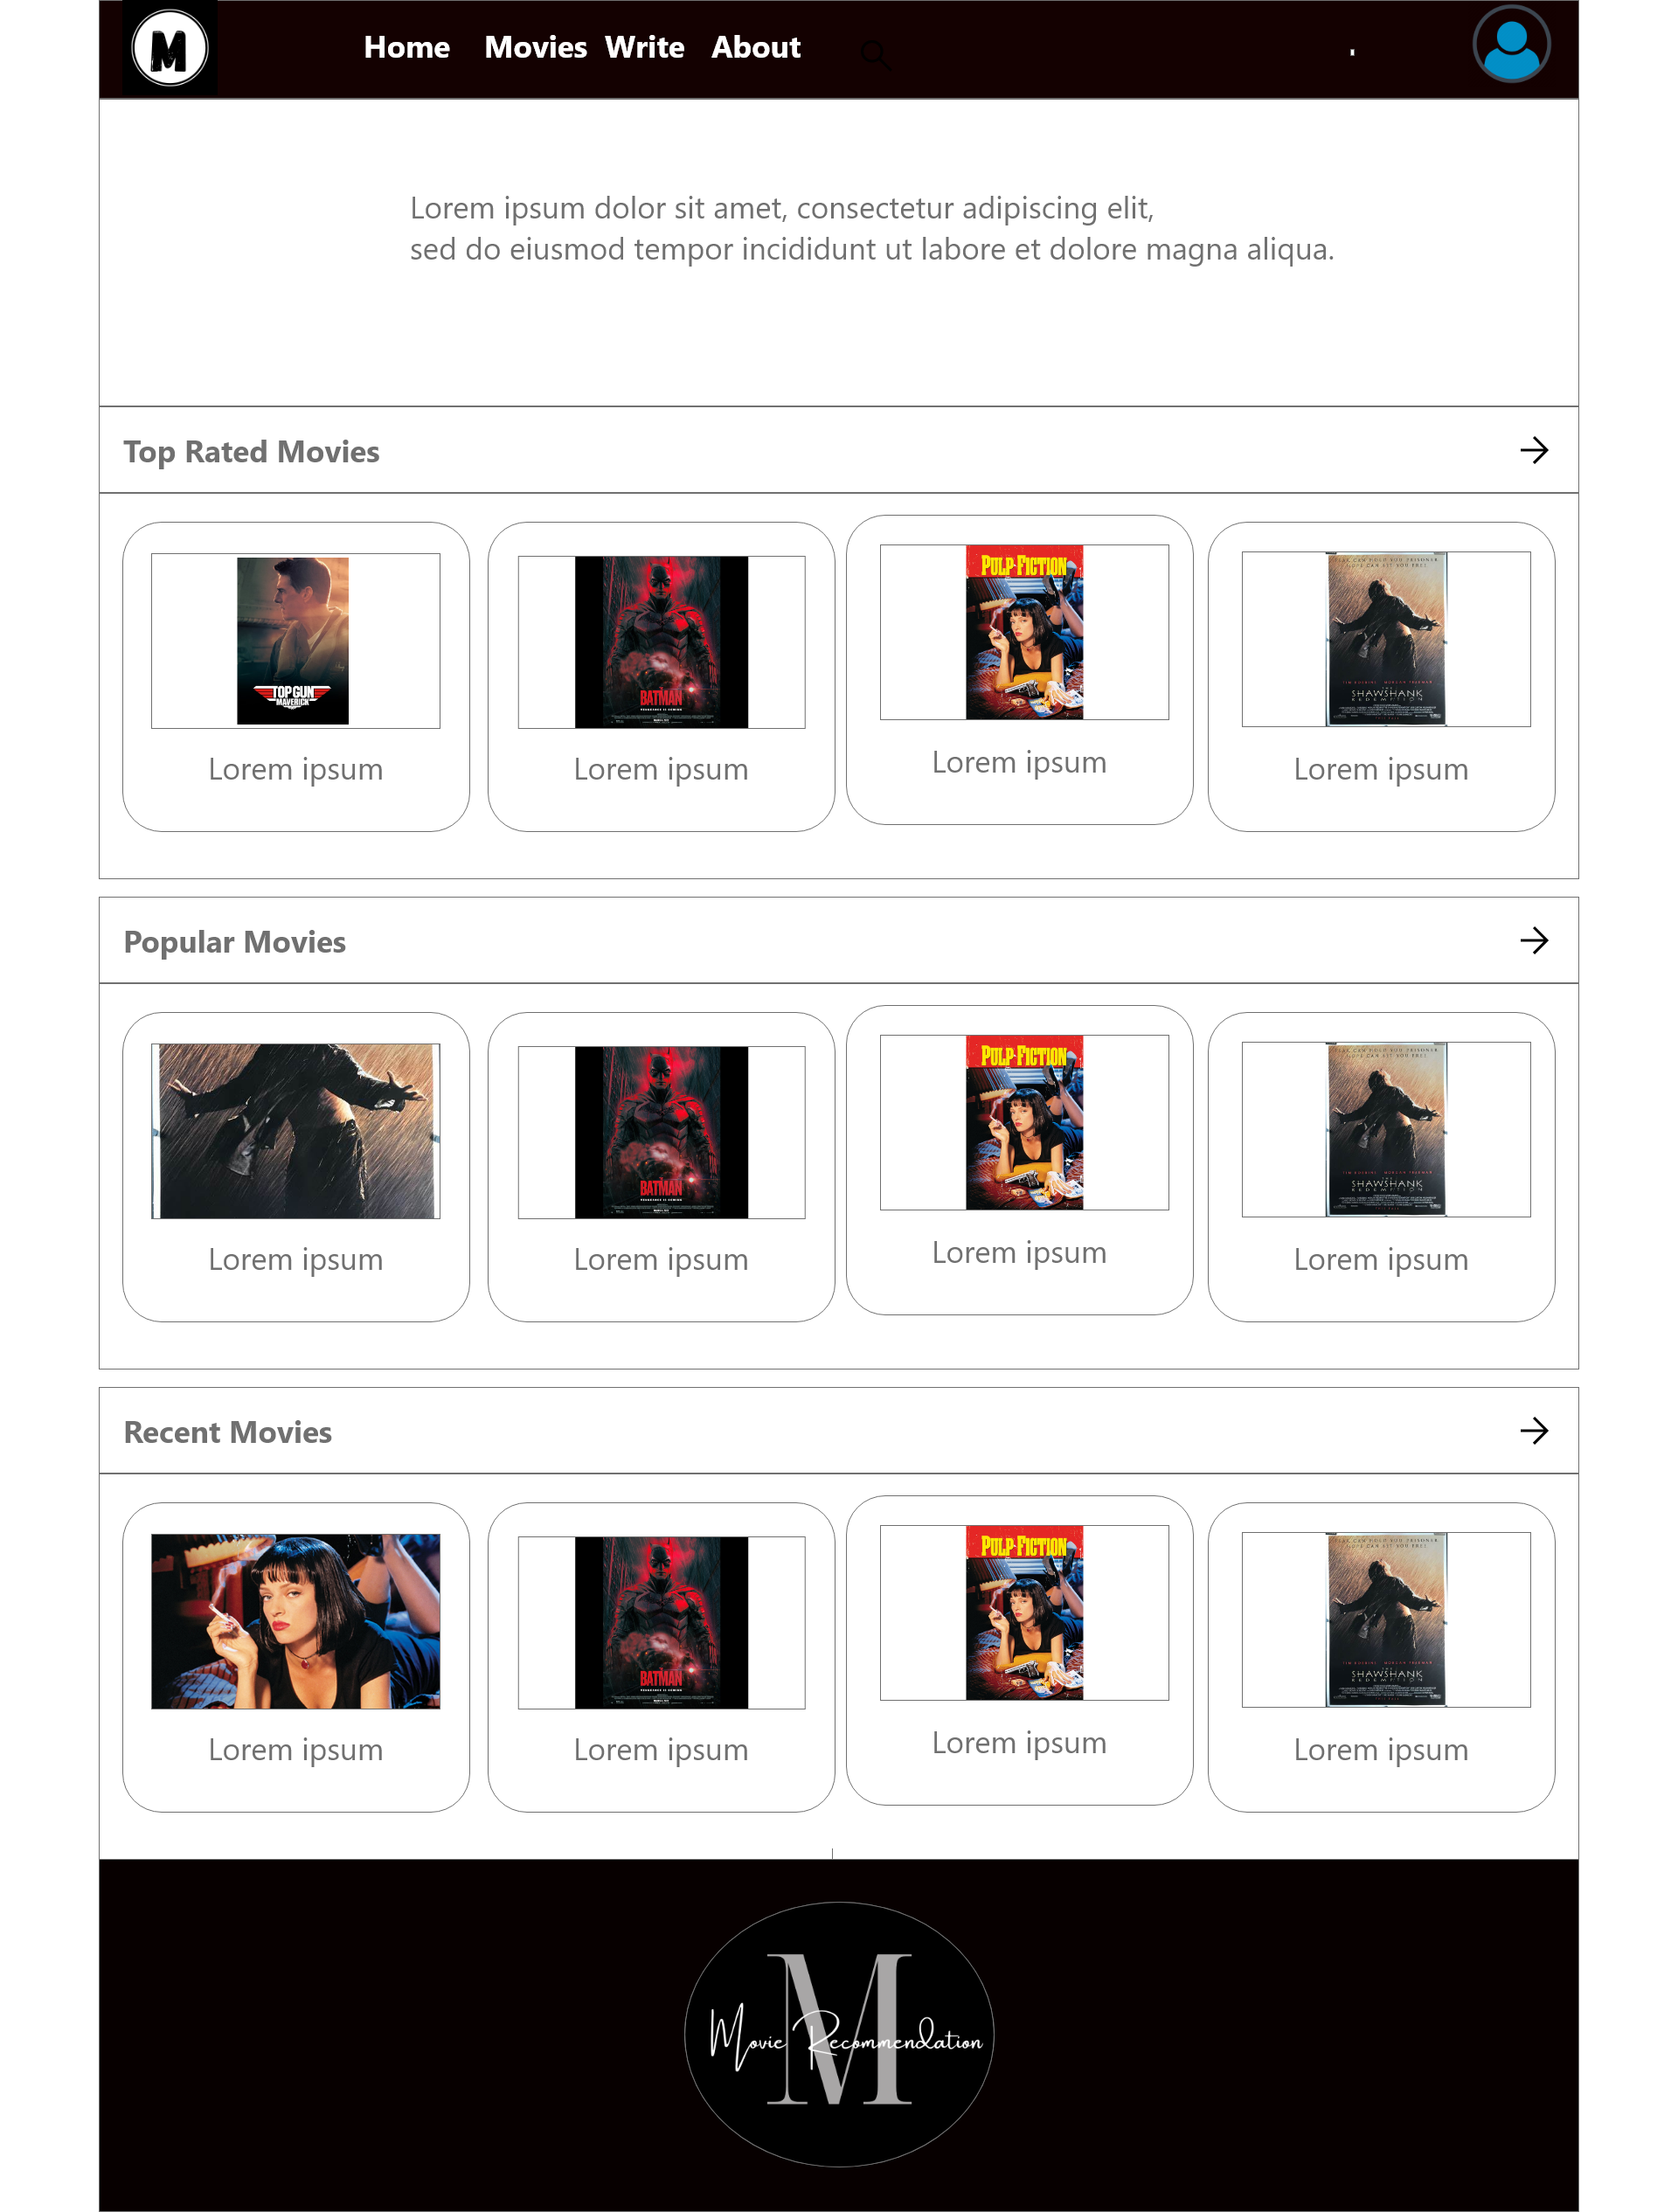 M
Home Movies Write About
Lorem ipsum dolor sit amet, consectetur adipiscing elit,
sed do eiusmod tempor incididunt ut labore et dolore magna aliqua.
Top Rated Movies
TOP GUN
MAVERICK
BATMAN
PULP FICTION
SHAWSHANK
REDEMPTION
Lorem ipsum
Lorem ipsum
Lorem ipsum
Lorem ipsum
Popular Movies
BATMAN
PULP FICTION
SHAWSHANK
REDEMPTION
Lorem ipsum
Lorem ipsum
Lorem ipsum
Lorem ipsum
Recent Movies
BATMAN
PULP FICTION
SHAWSHANK
REDEMPTION
Lorem ipsum
Lorem ipsum
Lorem ipsum
Lorem ipsum
M
Movie Recommendation